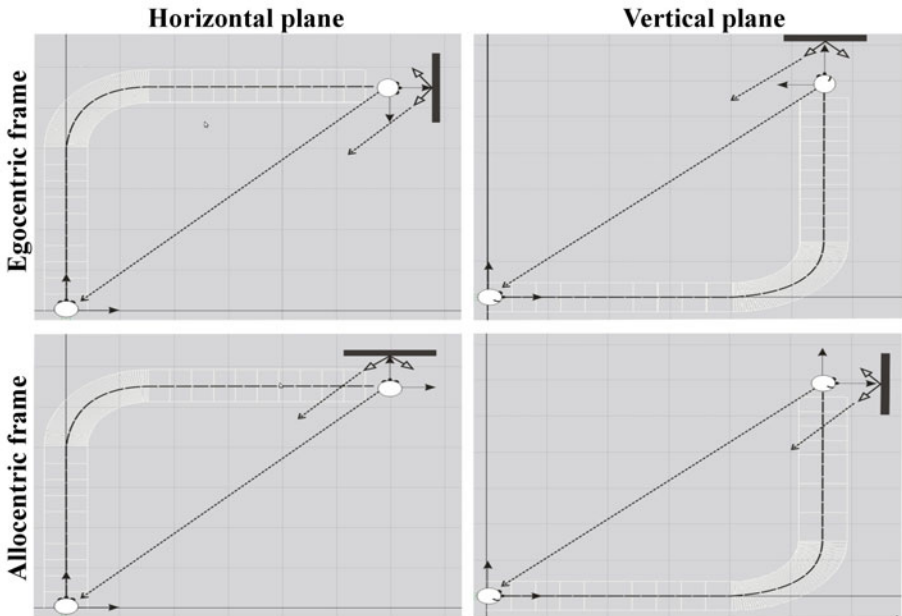 Horizontal plane
Vertical plane
Egocentric frame
Allocentric frame